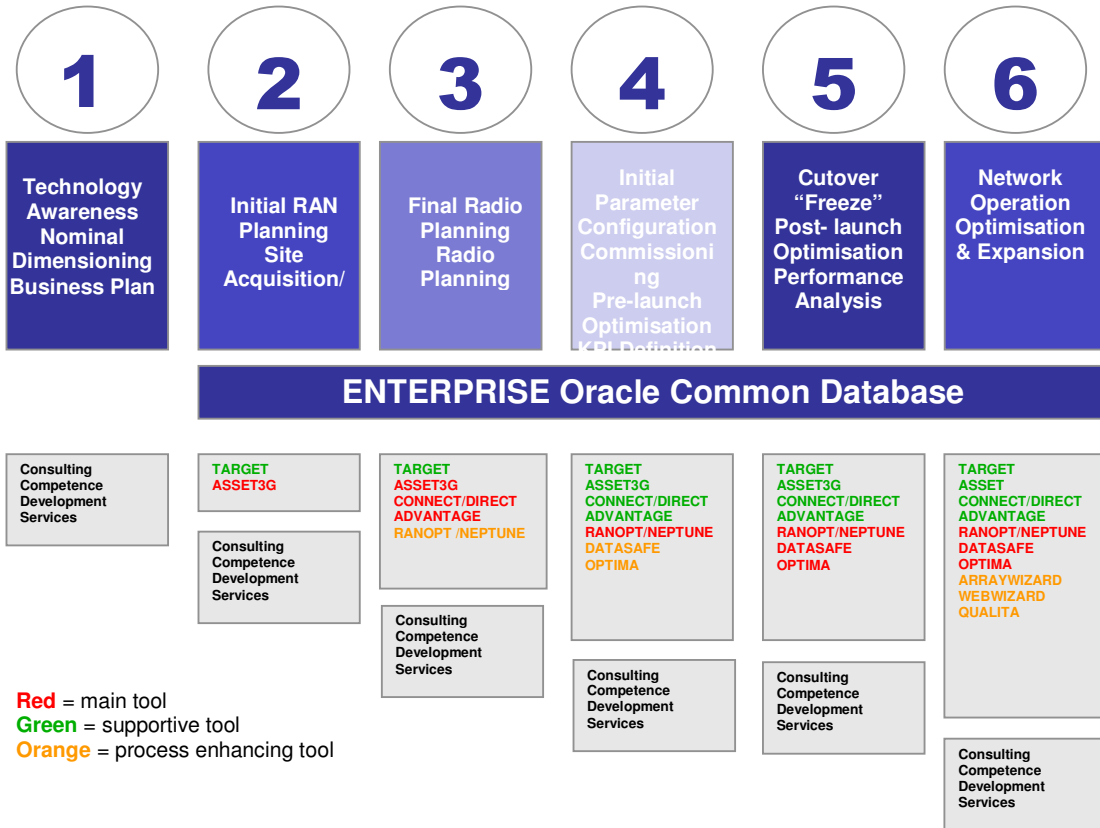 1
2
3
4
5
6
Technology
Awareness
Nominal
Dimensioning
Business Plan
Initial RAN
Planning
Site
Acquisition/
Final Radio
Planning
Radio
Planning
Initial
Parameter
Configuration
Commissioni
ng
Pre-launch
Optimisation
KPI Definition
Cutover
“Freeze”
Post- launch
Optimisation
Performance
Analysis
Network
Operation
Optimisation
& Expansion
ENTERPRISE Oracle Common Database
Consulting
Competence
Development
Services
TARGET
ASSET3G
Consulting
Competence
Development
Services
TARGET
ASSET3G
CONNECT/DIRECT
ADVANTAGE
RANOPT /NEPTUNE
Consulting
Competence
Development
Services
TARGET
ASSET3G
CONNECT/DIRECT
ADVANTAGE
RANOPT/NEPTUNE
DATASAFE
OPTIMA
Consulting
Competence
Development
Services
TARGET
ASSET3G
CONNECT/DIRECT
ADVANTAGE
RANOPT/NEPTUNE
DATASAFE
OPTIMA
Consulting
Competence
Development
Services
TARGET
ASSET
CONNECT/DIRECT
ADVANTAGE
RANOPT/NEPTUNE
DATASAFE
OPTIMA
ARRAYWIZARD
WEBWIZARD
QUALITA
Consulting
Competence
Development
Services
Red = main tool
Green = supportive tool
Orange = process enhancing tool